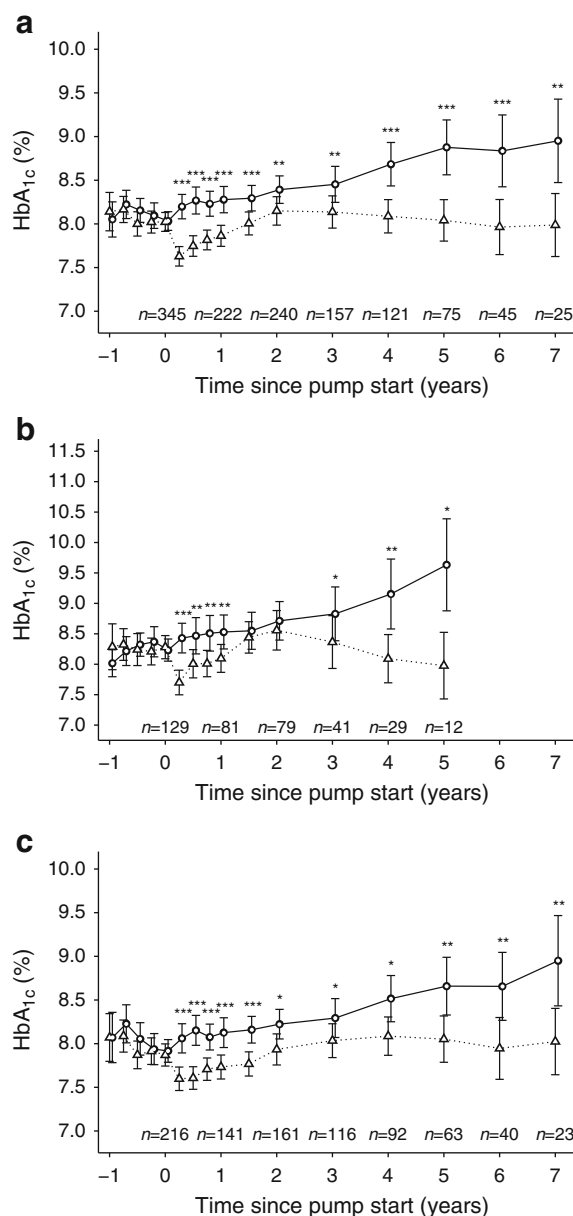 a
10.0
9.5
9.0
8.5
8.0
7.5
7.0
HbA1c (%)
** *** *** *** ** ** *** *** *** *** *** ***
n=345 n=222 n=240 n=157 n=121 n=75 n=45 n=25
−1 0 1 2 3 4 5 6 7
Time since pump start (years)
b
11.5
11.0
10.5
10.0
9.5
9.0
8.5
8.0
7.5
7.0
HbA1c (%)
* ** * *** ** ** **
n=129 n=81 n=79 n=41 n=29 n=12
−1 0 1 2 3 4 5 6 7
Time since pump start (years)
c
10.0
9.5
9.0
8.5
8.0
7.5
7.0
HbA1c (%)
** ** ** * * * *** *** *** *** ***
n=216 n=141 n=161 n=116 n=92 n=63 n=40 n=23
−1 0 1 2 3 4 5 6 7
Time since pump start (years)